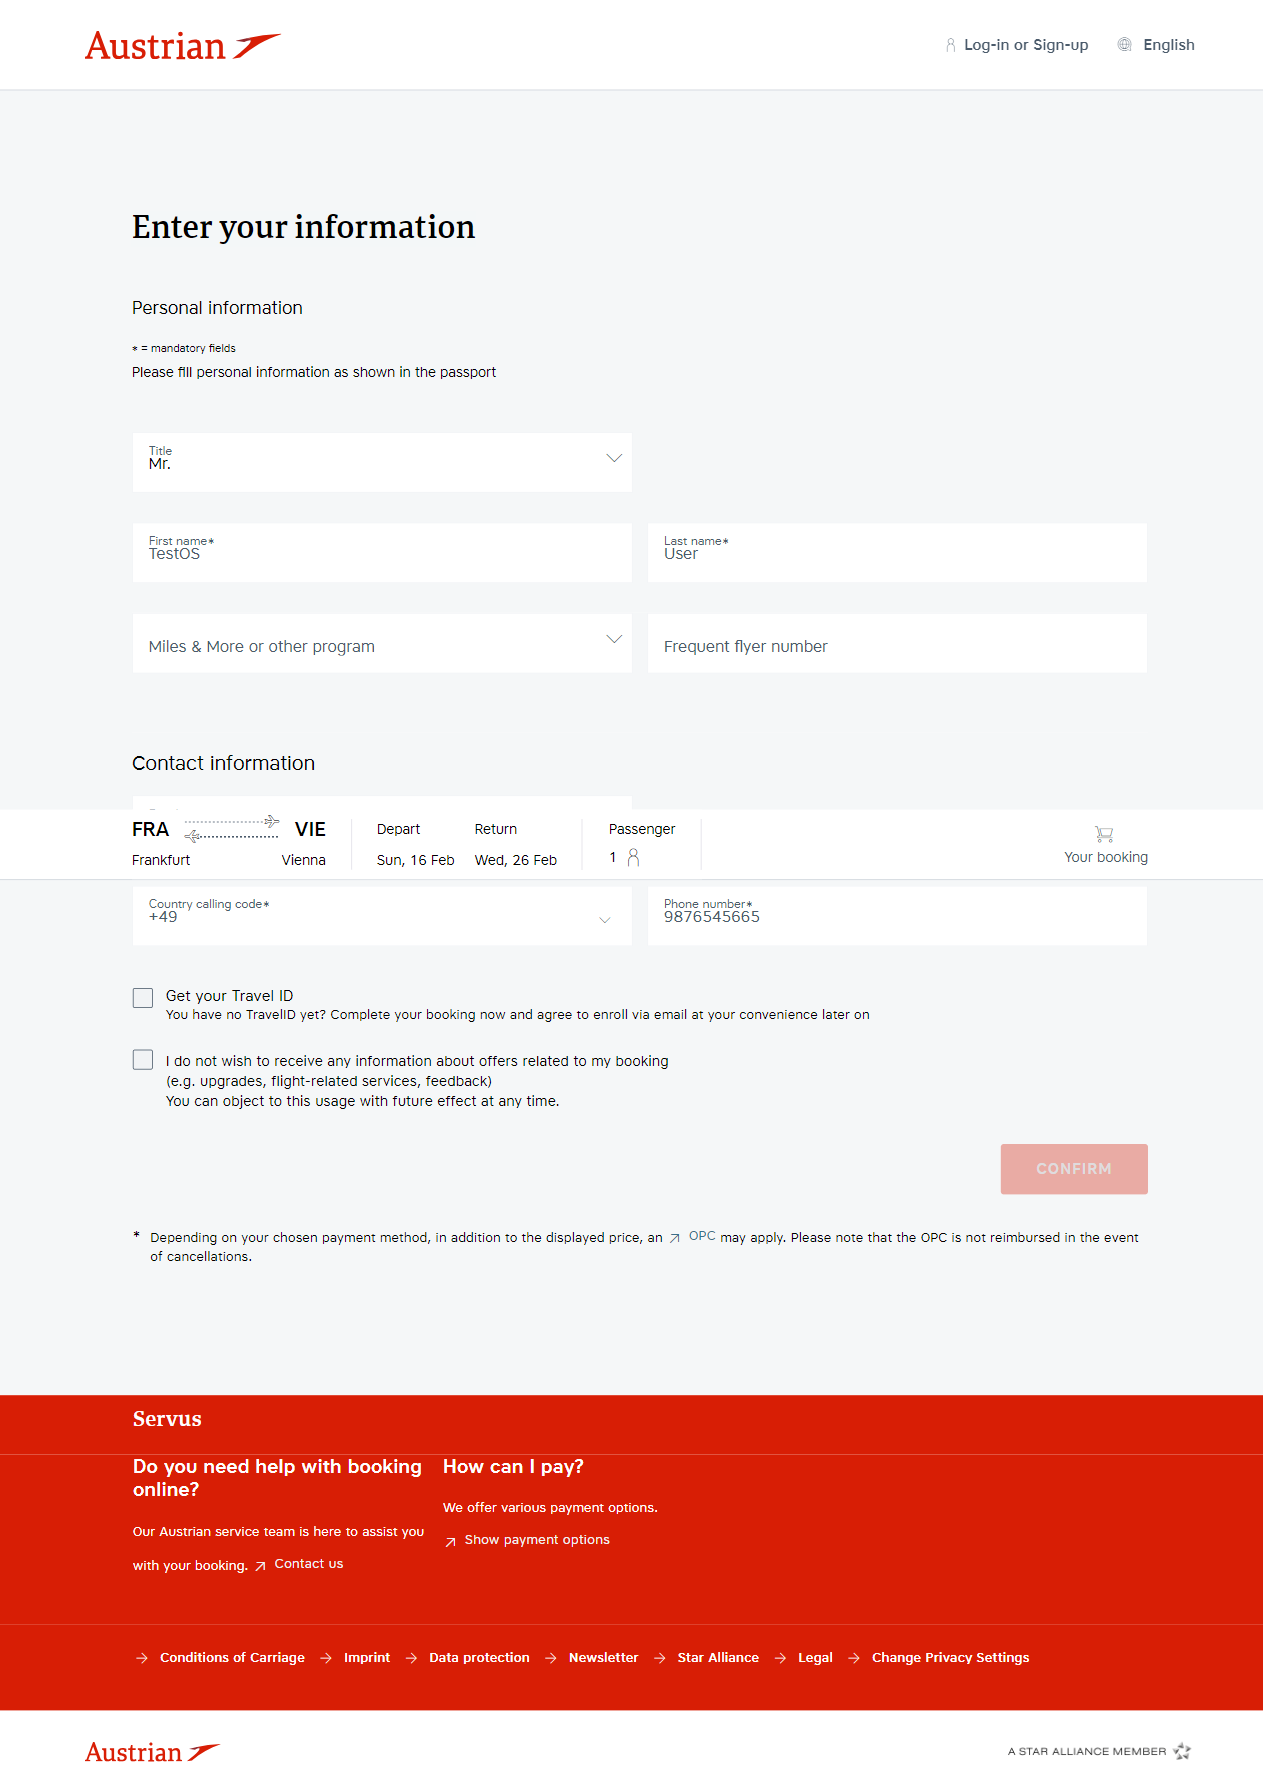 Austrian
Log-in or Sign-up
English
Enter your information
Personal information
* = mandatory fields
Please fill personal information as shown in the passport
Title
Mr.
First name*
TestOS
Last name*
User
Miles & More or other program
Frequent flyer number
Contact information
FRA
VIE
Frankfurt
Vienna
Depart
Sun, 16 Feb
Return
Wed, 26 Feb
Passenger
1
Your booking
Country calling code*
+49
Phone number*
9876545665
Get your Travel ID
You have no TravelID yet? Complete your booking now and agree to enroll via email at your convenience later on
I do not wish to receive any information about offers related to my booking
(e.g. upgrades, flight-related services, feedback)
You can object to this usage with future effect at any time.
CONFIRM
* Depending on your chosen payment method, in addition to the displayed price, an OPC may apply. Please note that the OPC is not reimbursed in the event
of cancellations.
Servus
Do you need help with booking
online?
Our Austrian service team is here to assist you
with your booking. Contact us
How can I pay?
We offer various payment options.
Show payment options
Conditions of Carriage
Imprint
Data protection
Newsletter
Star Alliance
Legal
Change Privacy Settings
Austrian
A STAR ALLIANCE MEMBER